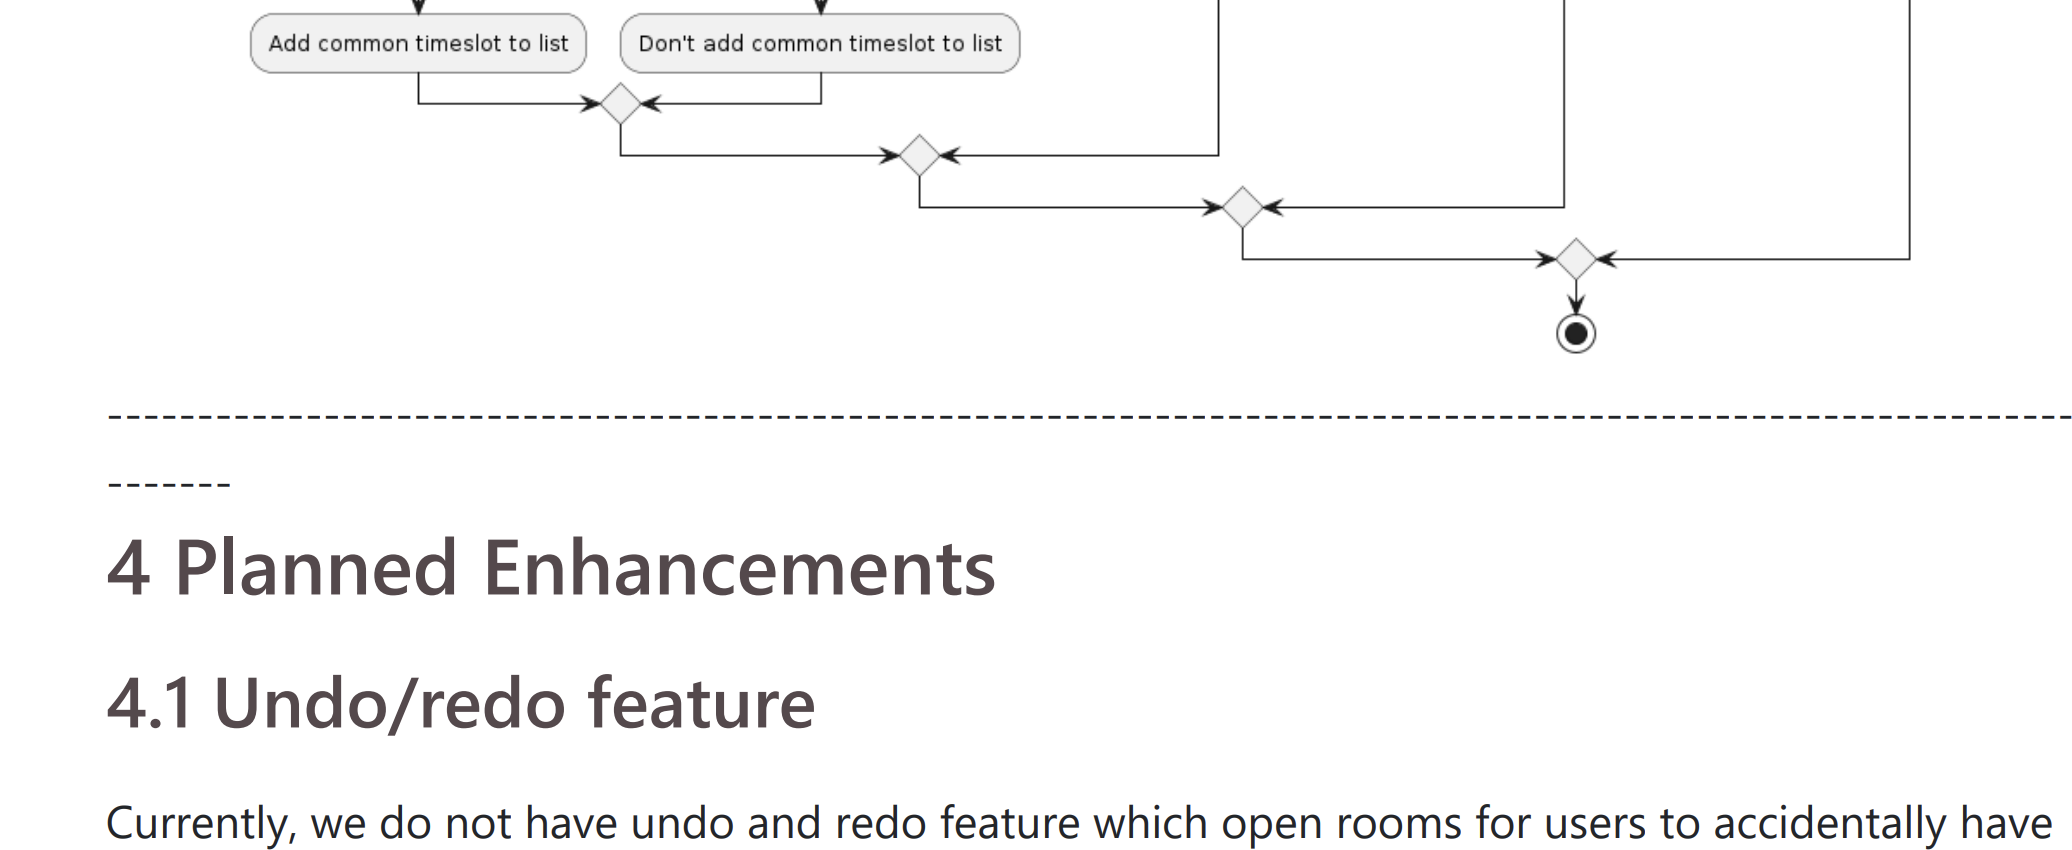 Add common timeslot to list
Don't add common timeslot to list
-------------------------------------------------------------------------------------------------------------
-------
4 Planned Enhancements
4.1 Undo/redo feature
Currently, we do not have undo and redo feature which open rooms for users to accidentally have